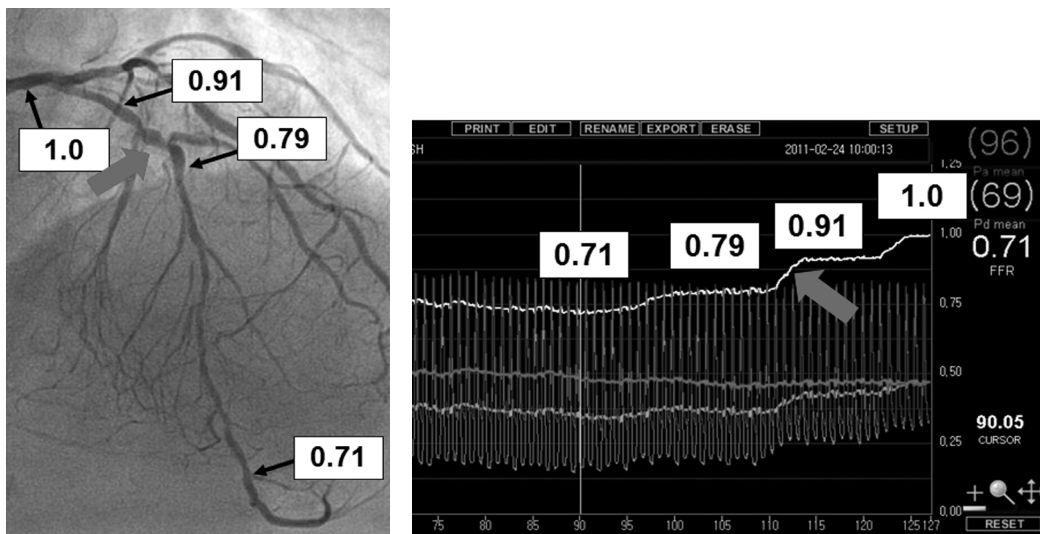 0.91
1.0
0.79
0.71
PRINT EDIT RENAME EXPORT ERASE SETUP
SH 2011-02-24 10:00:13
(96)
Pa mean
(69)
Pd mean
0.71
FFR
1.0
0.91
0.79
0.71
1,25
1,00
0,75
0,50
0,25
0,00
90.05
CURSOR
75 80 85 90 95 100 105 110 115 120 125 127
RESET